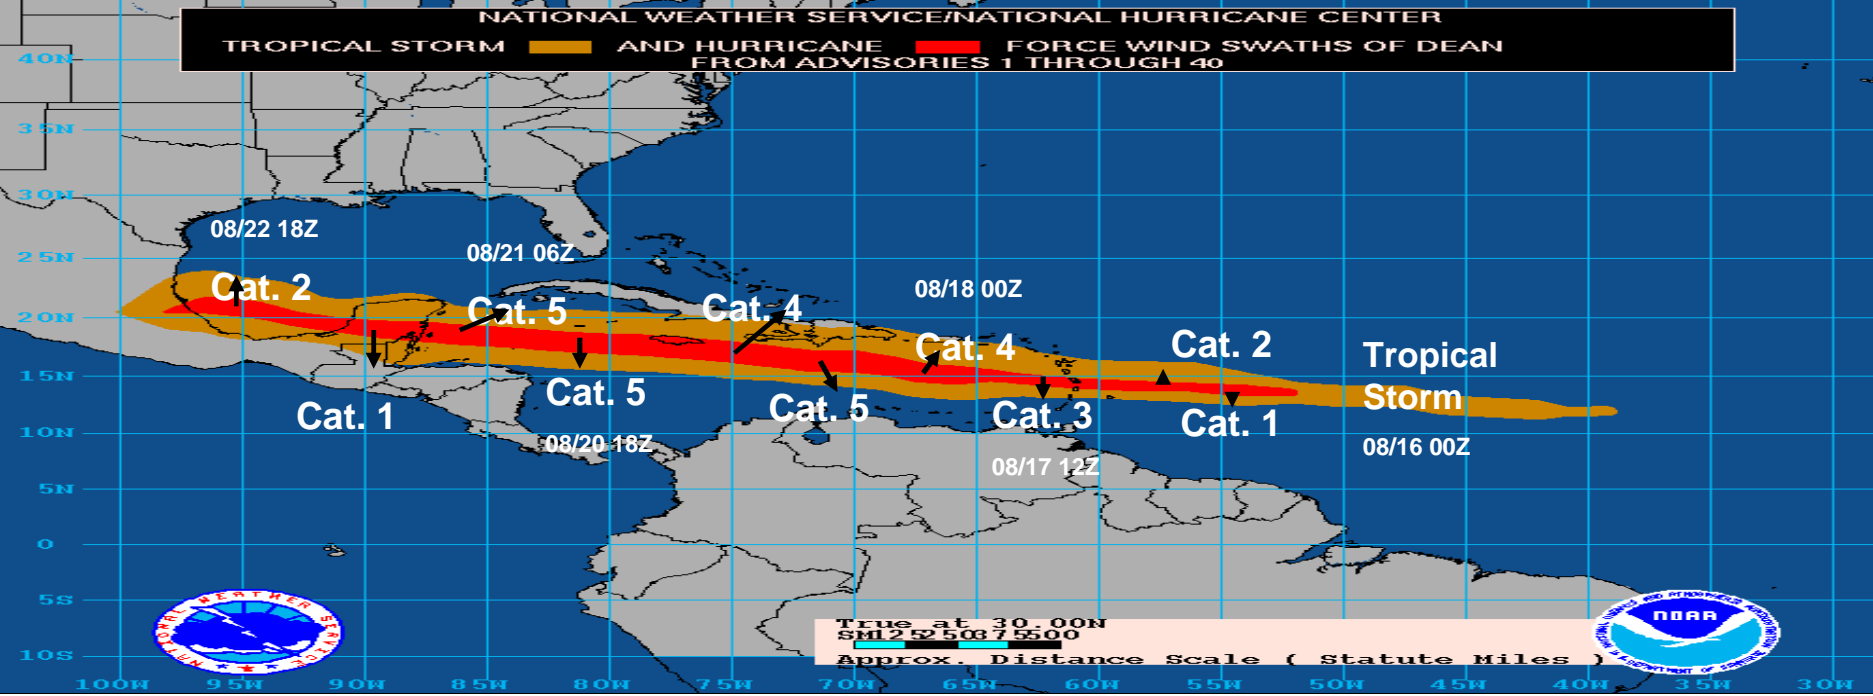 NATIONAL WEATHER SERVICE/NATIONAL HURRICANE CENTER
TROPICAL STORM AND HURRICANE FORCE WIND SWATHS OF DEAN
FROM ADVISORIES 1 THROUGH 40
40N
35N
30N
25N
20N
15N
10N
5N
0
5S
10S
08/22 18Z
08/21 06Z
08/18 00Z
Cat. 2
Cat. 5
Cat. 4
Cat. 4
Cat. 2
Tropical
Storm
Cat. 1
Cat. 5
Cat. 5
Cat. 3
Cat. 1
08/20 18Z
08/17 12Z
08/16 00Z
NATIONAL WEATHER SERVICE
NOAA
True at 30.00N
SM125250375500
Approx. Distance Scale ( Statute Miles )
100W 95W 90W 85W 80W 75W 70W 65W 60W 55W 50W 45W 40W 35W 30W